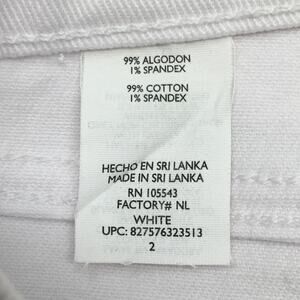 99% ALGODON
1% SPANDEX
99% COTTON
1% SPANDEX
HECHO EN SRI LANKA
MADE IN SRI LANKA
RN 105543
FACTORY# NL
WHITE
UPC: 827576323513
2